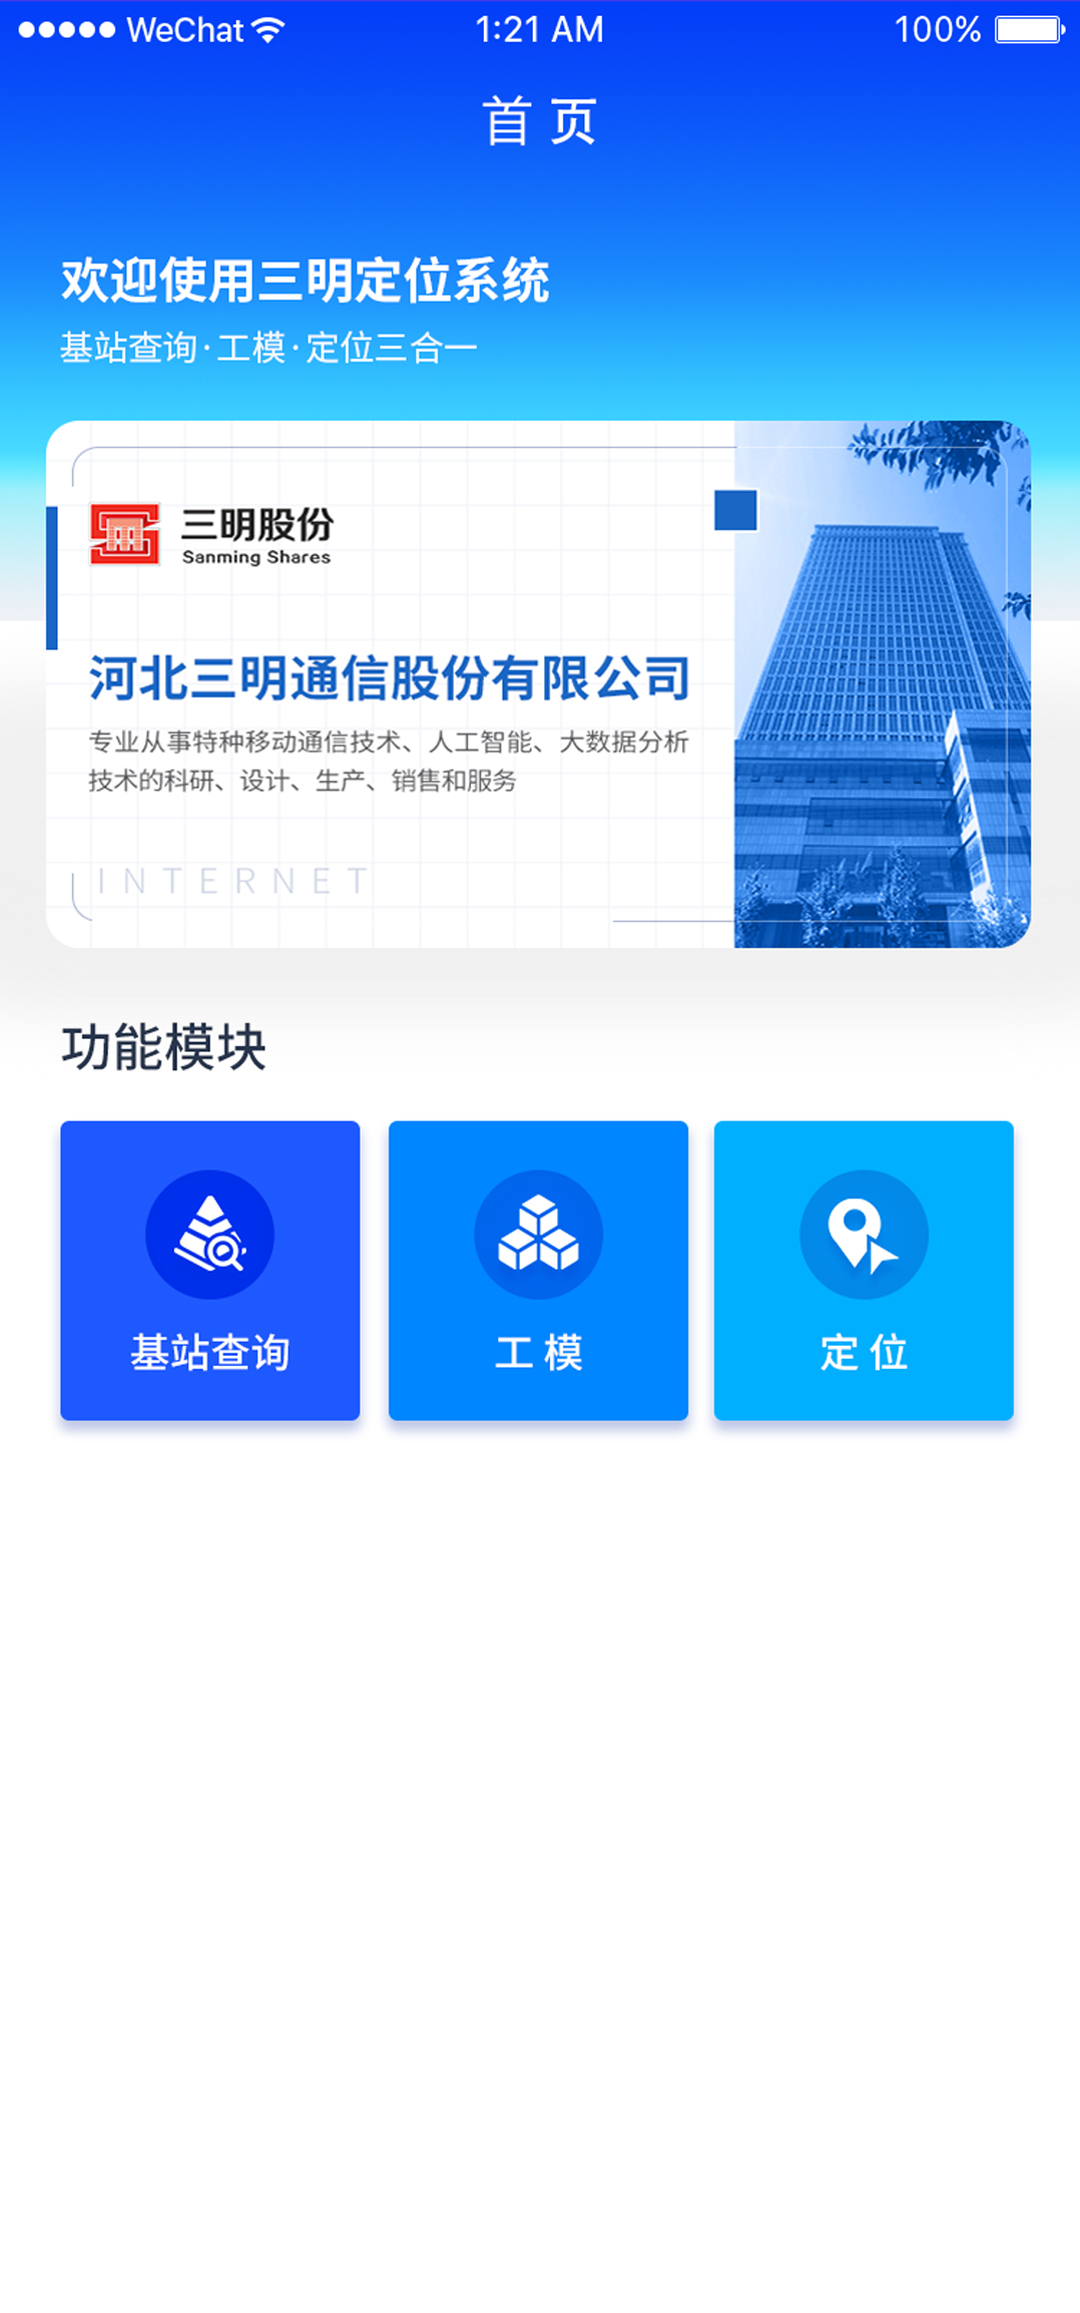 WeChat 1:21 AM 100%
首页
欢迎使用三明定位系统
基站查询·工模·定位三合一
三明股份
Sanming Shares
河北三明通信股份有限公司
专业从事特种移动通信技术、人工智能、大数据分析
技术的科研、设计、生产、销售和服务
INTERNET
功能模块
基站查询 工模 定位